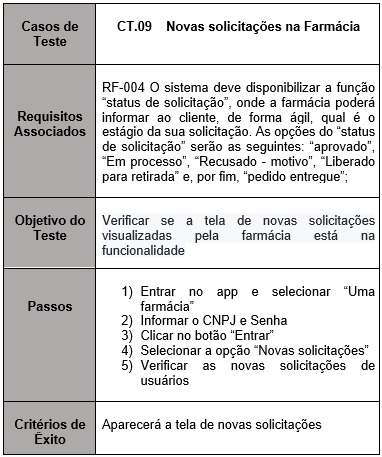 Casos de
Teste
CT.09 Novas solicitações na Farmácia
Requisitos
Associados
RF-004 O sistema deve disponibilizar a função
“status de solicitação”, onde a farmácia poderá
informar ao cliente, de forma ágil, qual é o
estágio da sua solicitação. As opções do “status
de solicitação” serão as seguintes: “aprovado”,
“Em processo”, “Recusado - motivo”, “Liberado
para retirada” e, por fim, “pedido entregue”;
Objetivo do
Teste
Verificar se a tela de novas solicitações
visualizadas pela farmácia está na
funcionalidade
Passos
1) Entrar no app e selecionar “Uma
farmácia”
2) Informar o CNPJ e Senha
3) Clicar no botão “Entrar”
4) Selecionar a opção “Novas solicitações”
5) Verificar as novas solicitações de
usuários
Critérios de
Êxito
Aparecerá a tela de novas solicitações